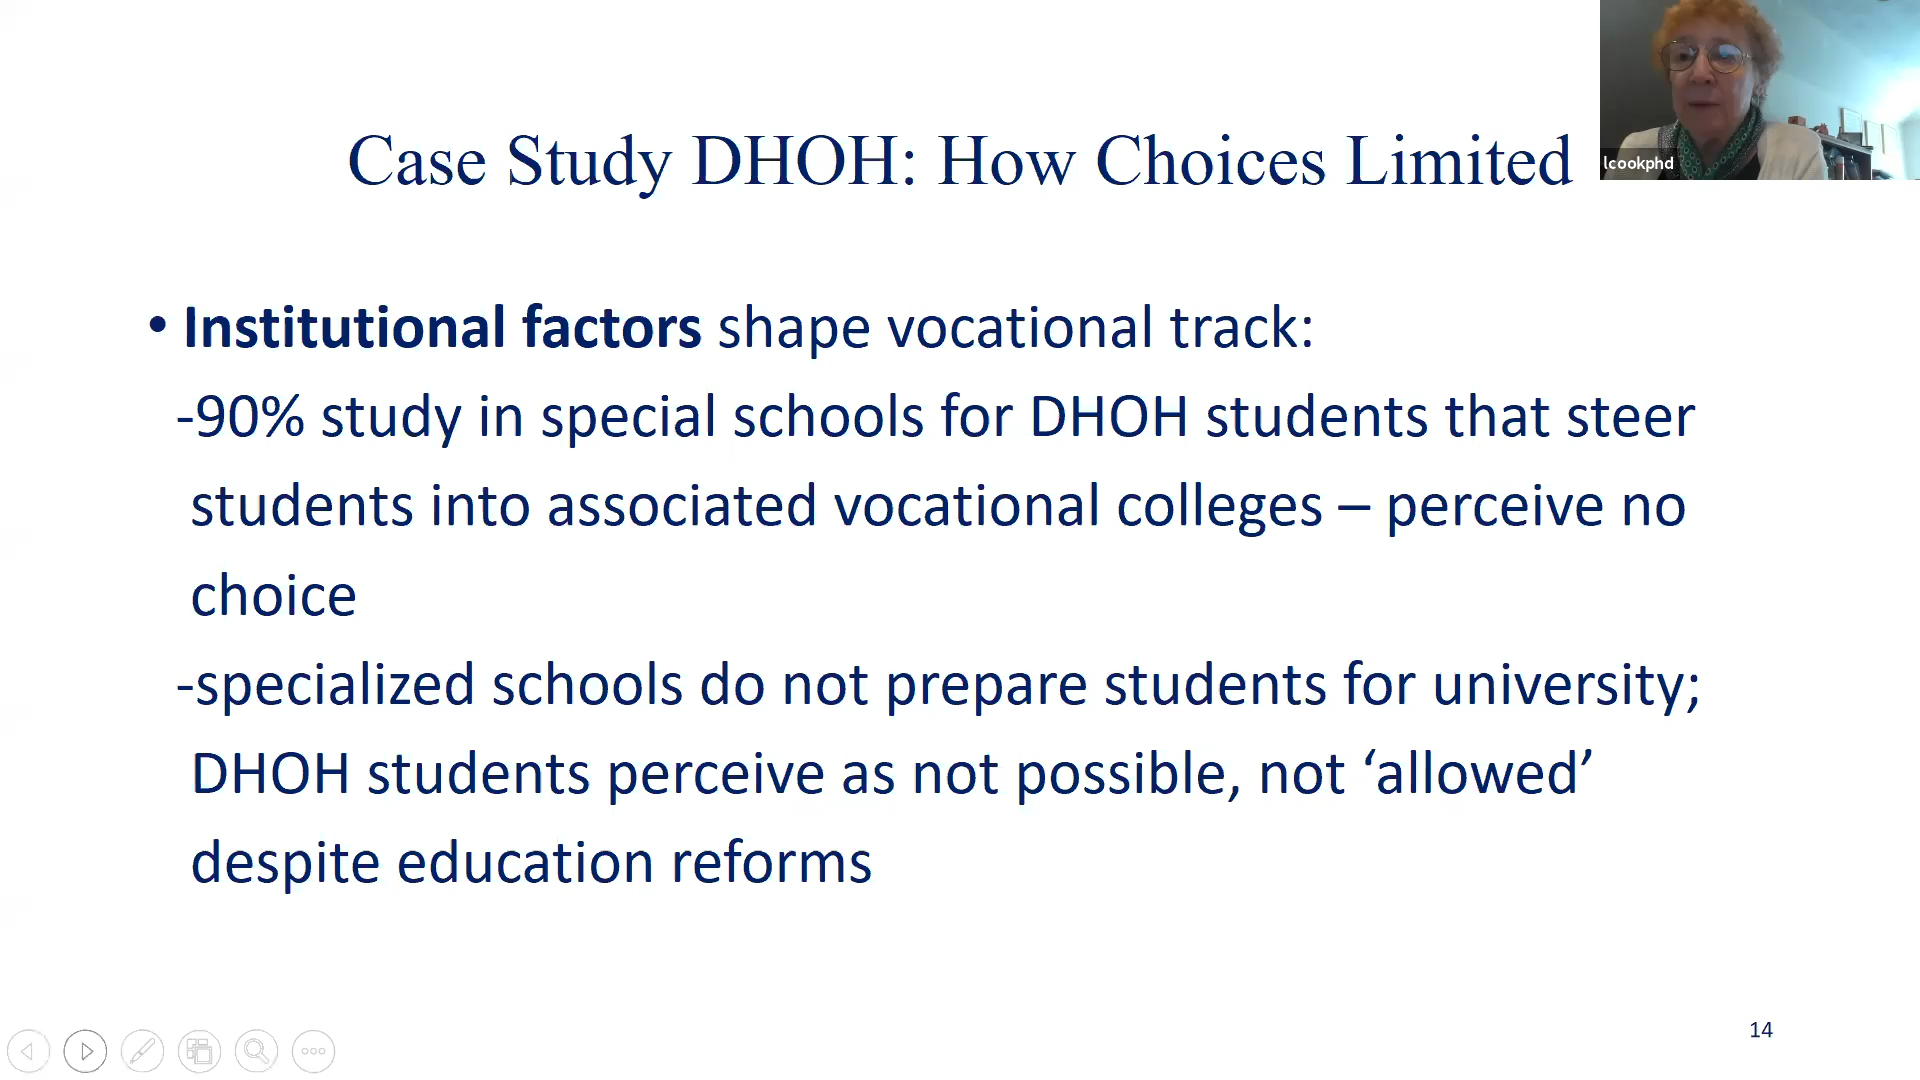 Case Study DHOH: How Choices Limited
lcookphd
• Institutional factors shape vocational track:
-90% study in special schools for DHOH students that steer
students into associated vocational colleges – perceive no
choice
-specialized schools do not prepare students for university;
DHOH students perceive as not possible, not ‘allowed’
despite education reforms
14